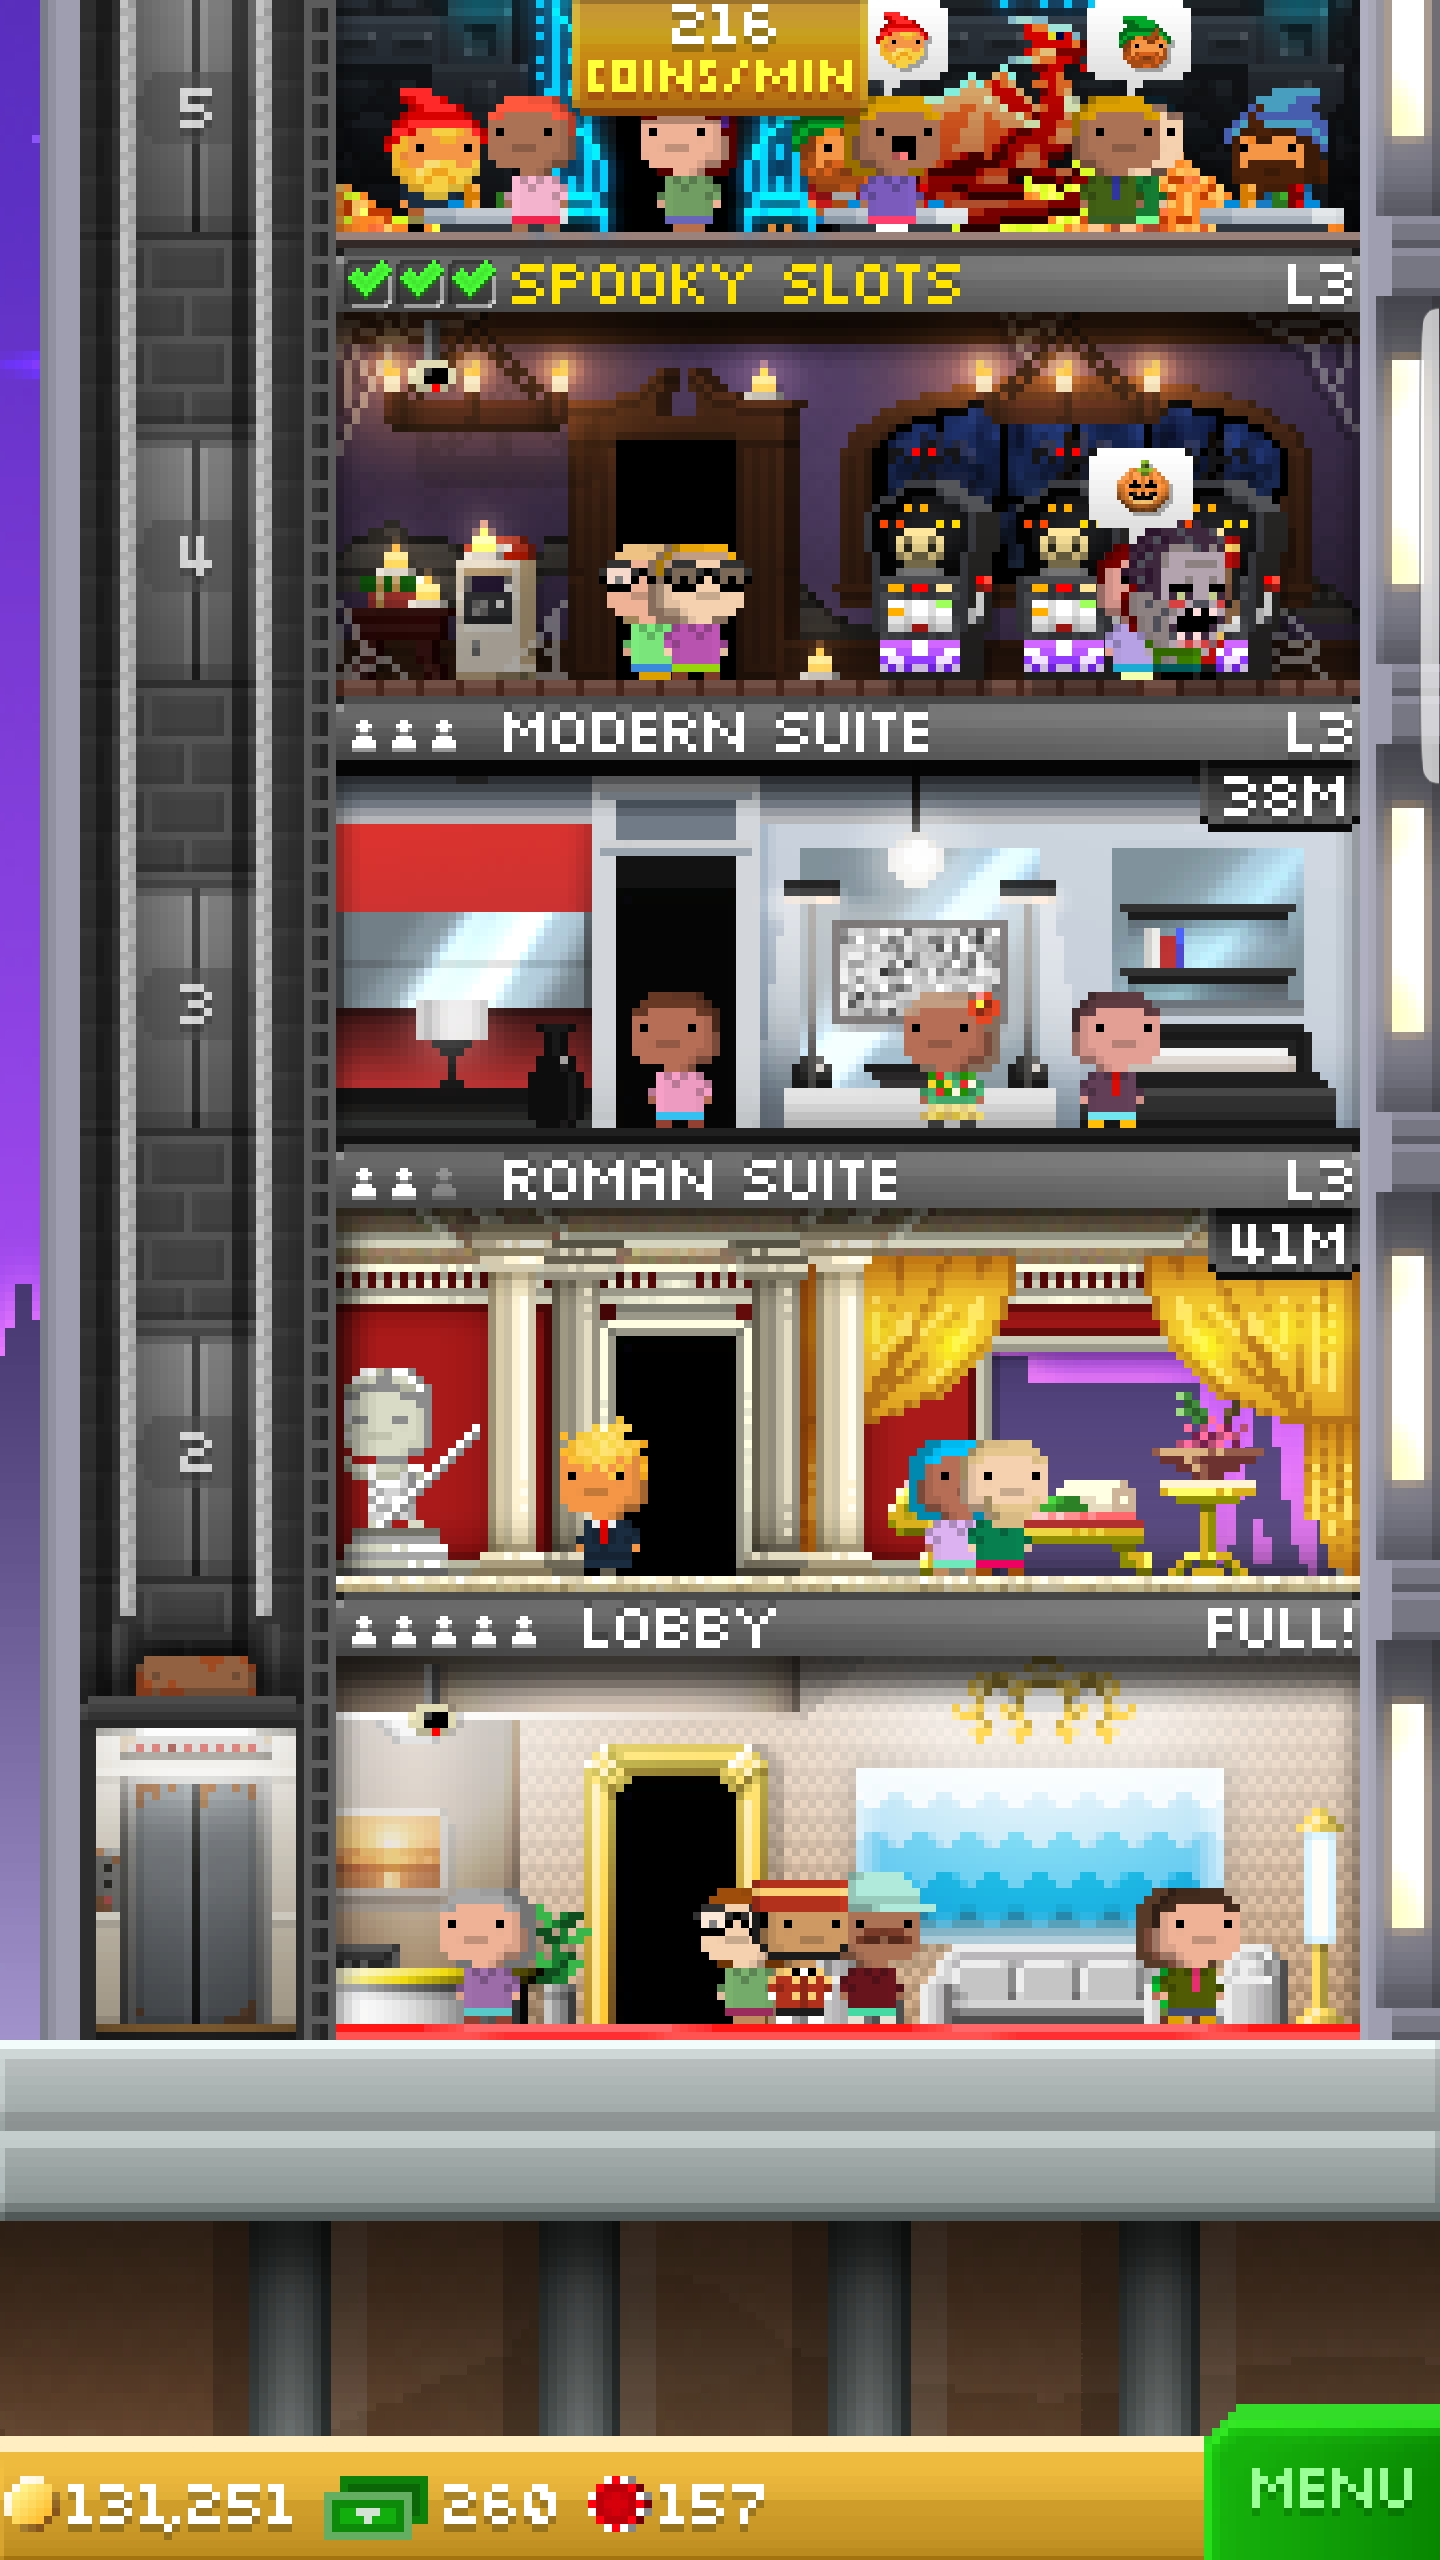 216
COINS/MIN
5
SPOOKY SLOTS L3
4
MODERN SUITE L3
38M
3
ROMAN SUITE L3
41M
2
LOBBY FULL!
131,251 260 157
MENU